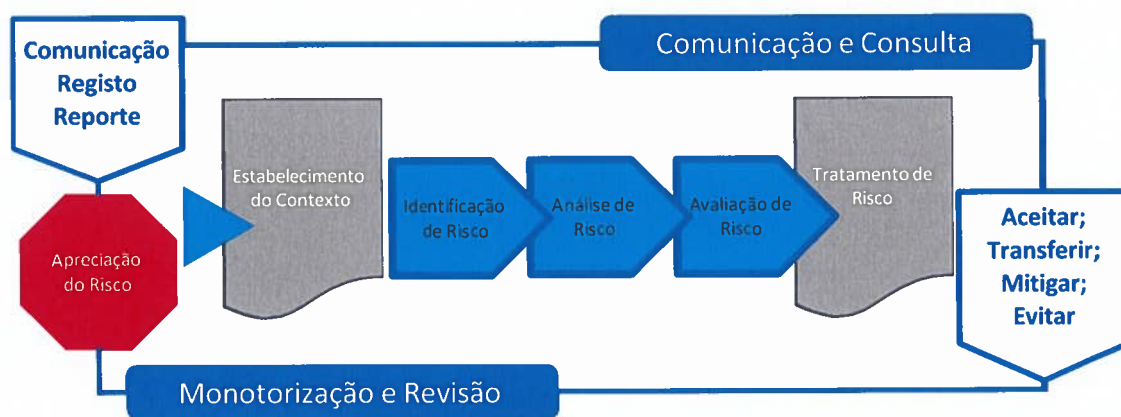 Comunicação
Registo
Reporte
Comunicação e Consulta
Apreciação
do Risco
Estabelecimento
do Contexto
Identificação
de Risco
Análise de
Risco
Avaliação de
Risco
Tratamento de
Risco
Aceitar;
Transferir;
Mitigar;
Evitar
Monotorização e Revisão